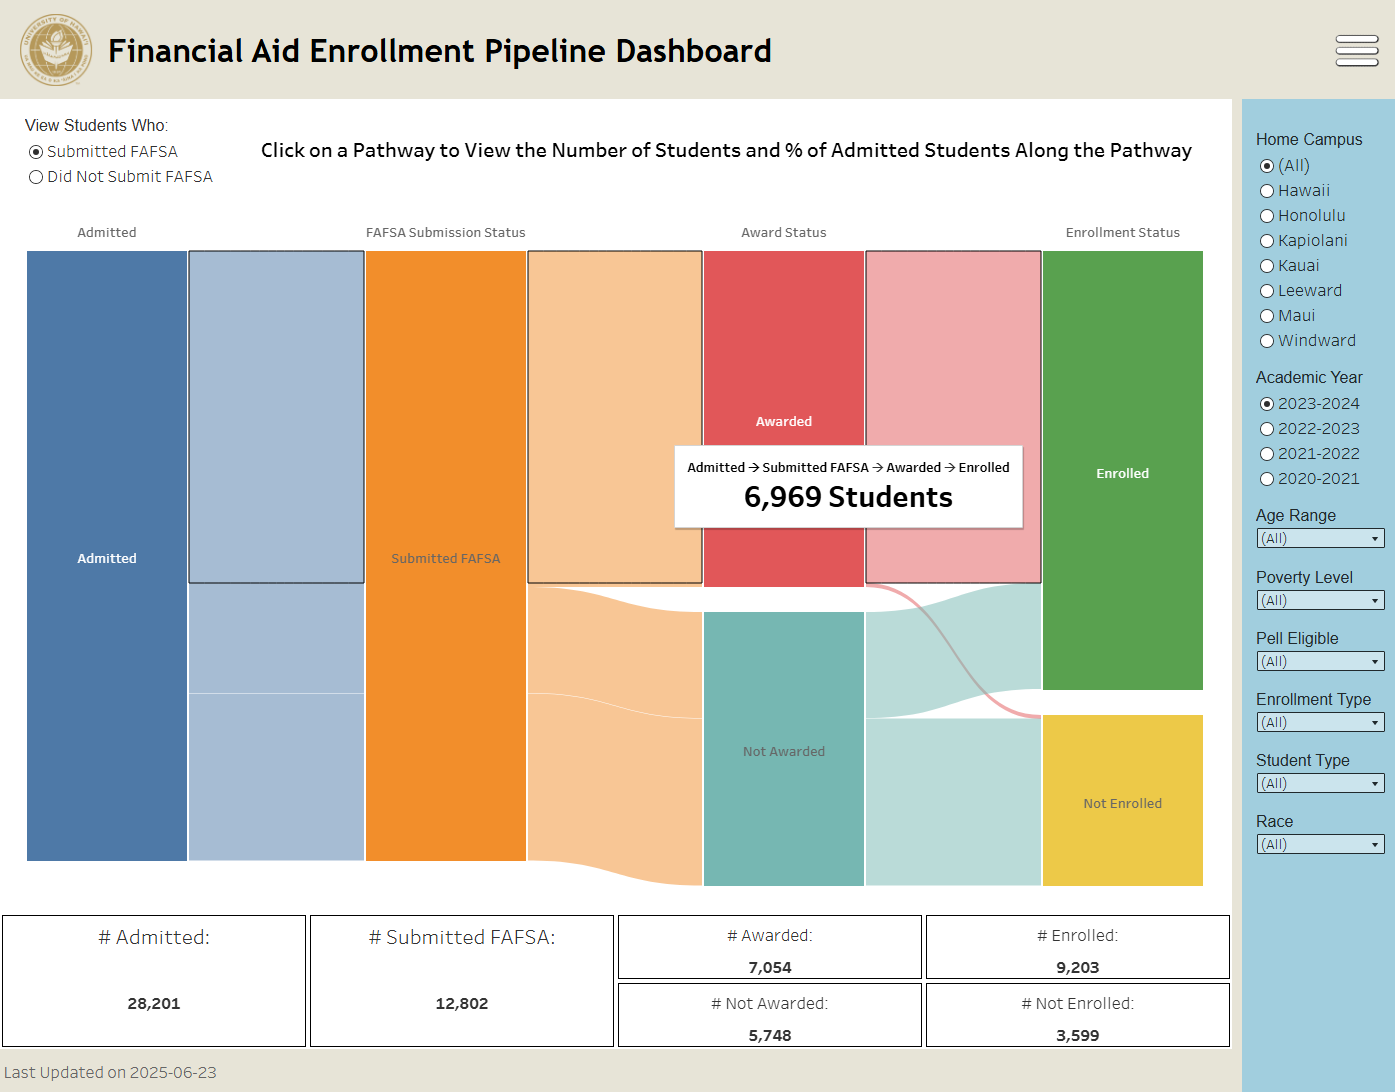 Financial Aid Enrollment Pipeline Dashboard
View Students Who:
Submitted FAFSA
Did Not Submit FAFSA
Click on a Pathway to View the Number of Students and % of Admitted Students Along the Pathway
Admitted
FAFSA Submission Status
Award Status
Enrollment Status
Admitted
Submitted FAFSA
Awarded
Not Awarded
Enrolled
Not Enrolled
Admitted → Submitted FAFSA → Awarded → Enrolled
6,969 Students
# Admitted:
28,201
# Submitted FAFSA:
12,802
# Awarded:
7,054
# Not Awarded:
5,748
# Enrolled:
9,203
# Not Enrolled:
3,599
Last Updated on 2025-06-23
Home Campus
(All)
Hawaii
Honolulu
Kapiolani
Kauai
Leeward
Maui
Windward
Academic Year
2023-2024
2022-2023
2021-2022
2020-2021
Age Range
(All)
Poverty Level
(All)
Pell Eligible
(All)
Enrollment Type
(All)
Student Type
(All)
Race
(All)